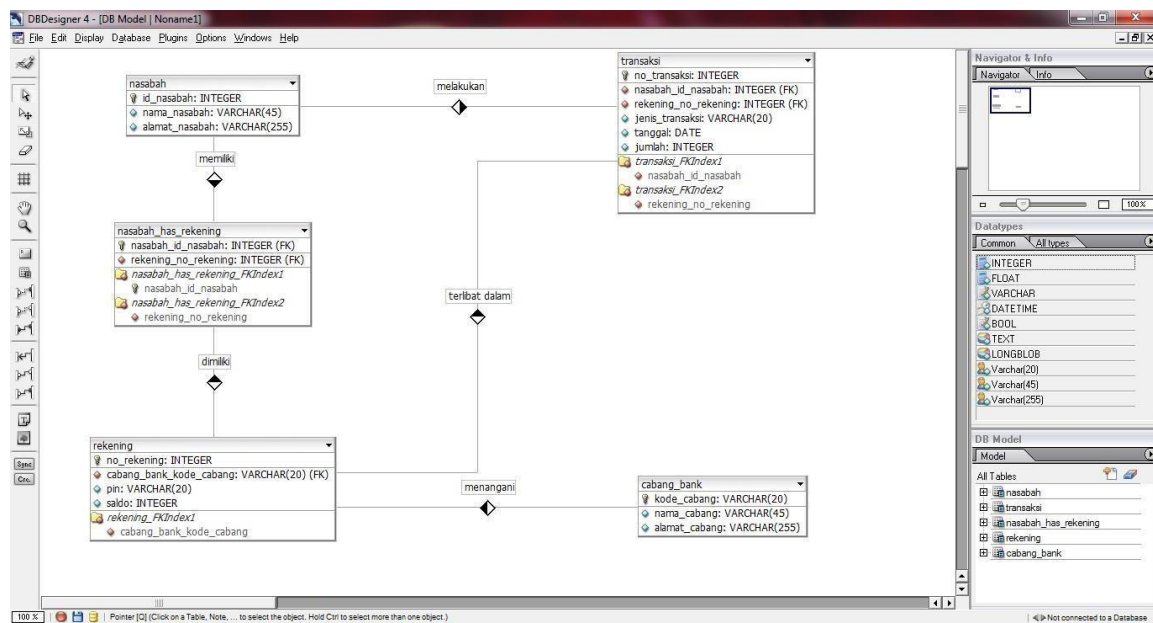 DBDesigner 4 - [DB Model | Noname1]
File Edit Display Database Plugins Options Windows Help
nasabah
id_nasabah: INTEGER
nama_nasabah: VARCHAR(45)
alamat_nasabah: VARCHAR(255)
melakukan
transaksi
no_transaksi: INTEGER
nasabah_id_nasabah: INTEGER (FK)
rekening_no_rekening: INTEGER (FK)
jenis_transaksi: VARCHAR(20)
tanggal: DATE
jumlah: INTEGER
transaksi_FKIndex1
nasabah_id_nasabah
transaksi_FKIndex2
rekening_no_rekening
memiliki
nasabah_has_rekening
nasabah_id_nasabah: INTEGER (FK)
rekening_no_rekening: INTEGER (FK)
nasabah_has_rekening_FKIndex1
nasabah_id_nasabah
nasabah_has_rekening_FKIndex2
rekening_no_rekening
terlibat dalam
dimiliki
rekening
no_rekening: INTEGER
cabang_bank_kode_cabang: VARCHAR(20) (FK)
pin: VARCHAR(20)
saldo: INTEGER
rekening_FKIndex1
cabang_bank_kode_cabang
menangani
cabang_bank
kode_cabang: VARCHAR(20)
nama_cabang: VARCHAR(45)
alamat_cabang: VARCHAR(255)
Navigator & Info
Navigator Info
100 %
Datatypes
Common All types
INTEGER
FLOAT
VARCHAR
DATETIME
BOOL
TEXT
LONGBLOB
Varchar(20)
Varchar(45)
Varchar(255)
DB Model
Model
All Tables
nasabah
transaksi
nasabah_has_rekening
rekening
cabang_bank
Sync
100 %
Pointer [Q] (Click on a Table, Note, ... to select the object. Hold Ctrl to select more than one object.)
Not connected to a Database